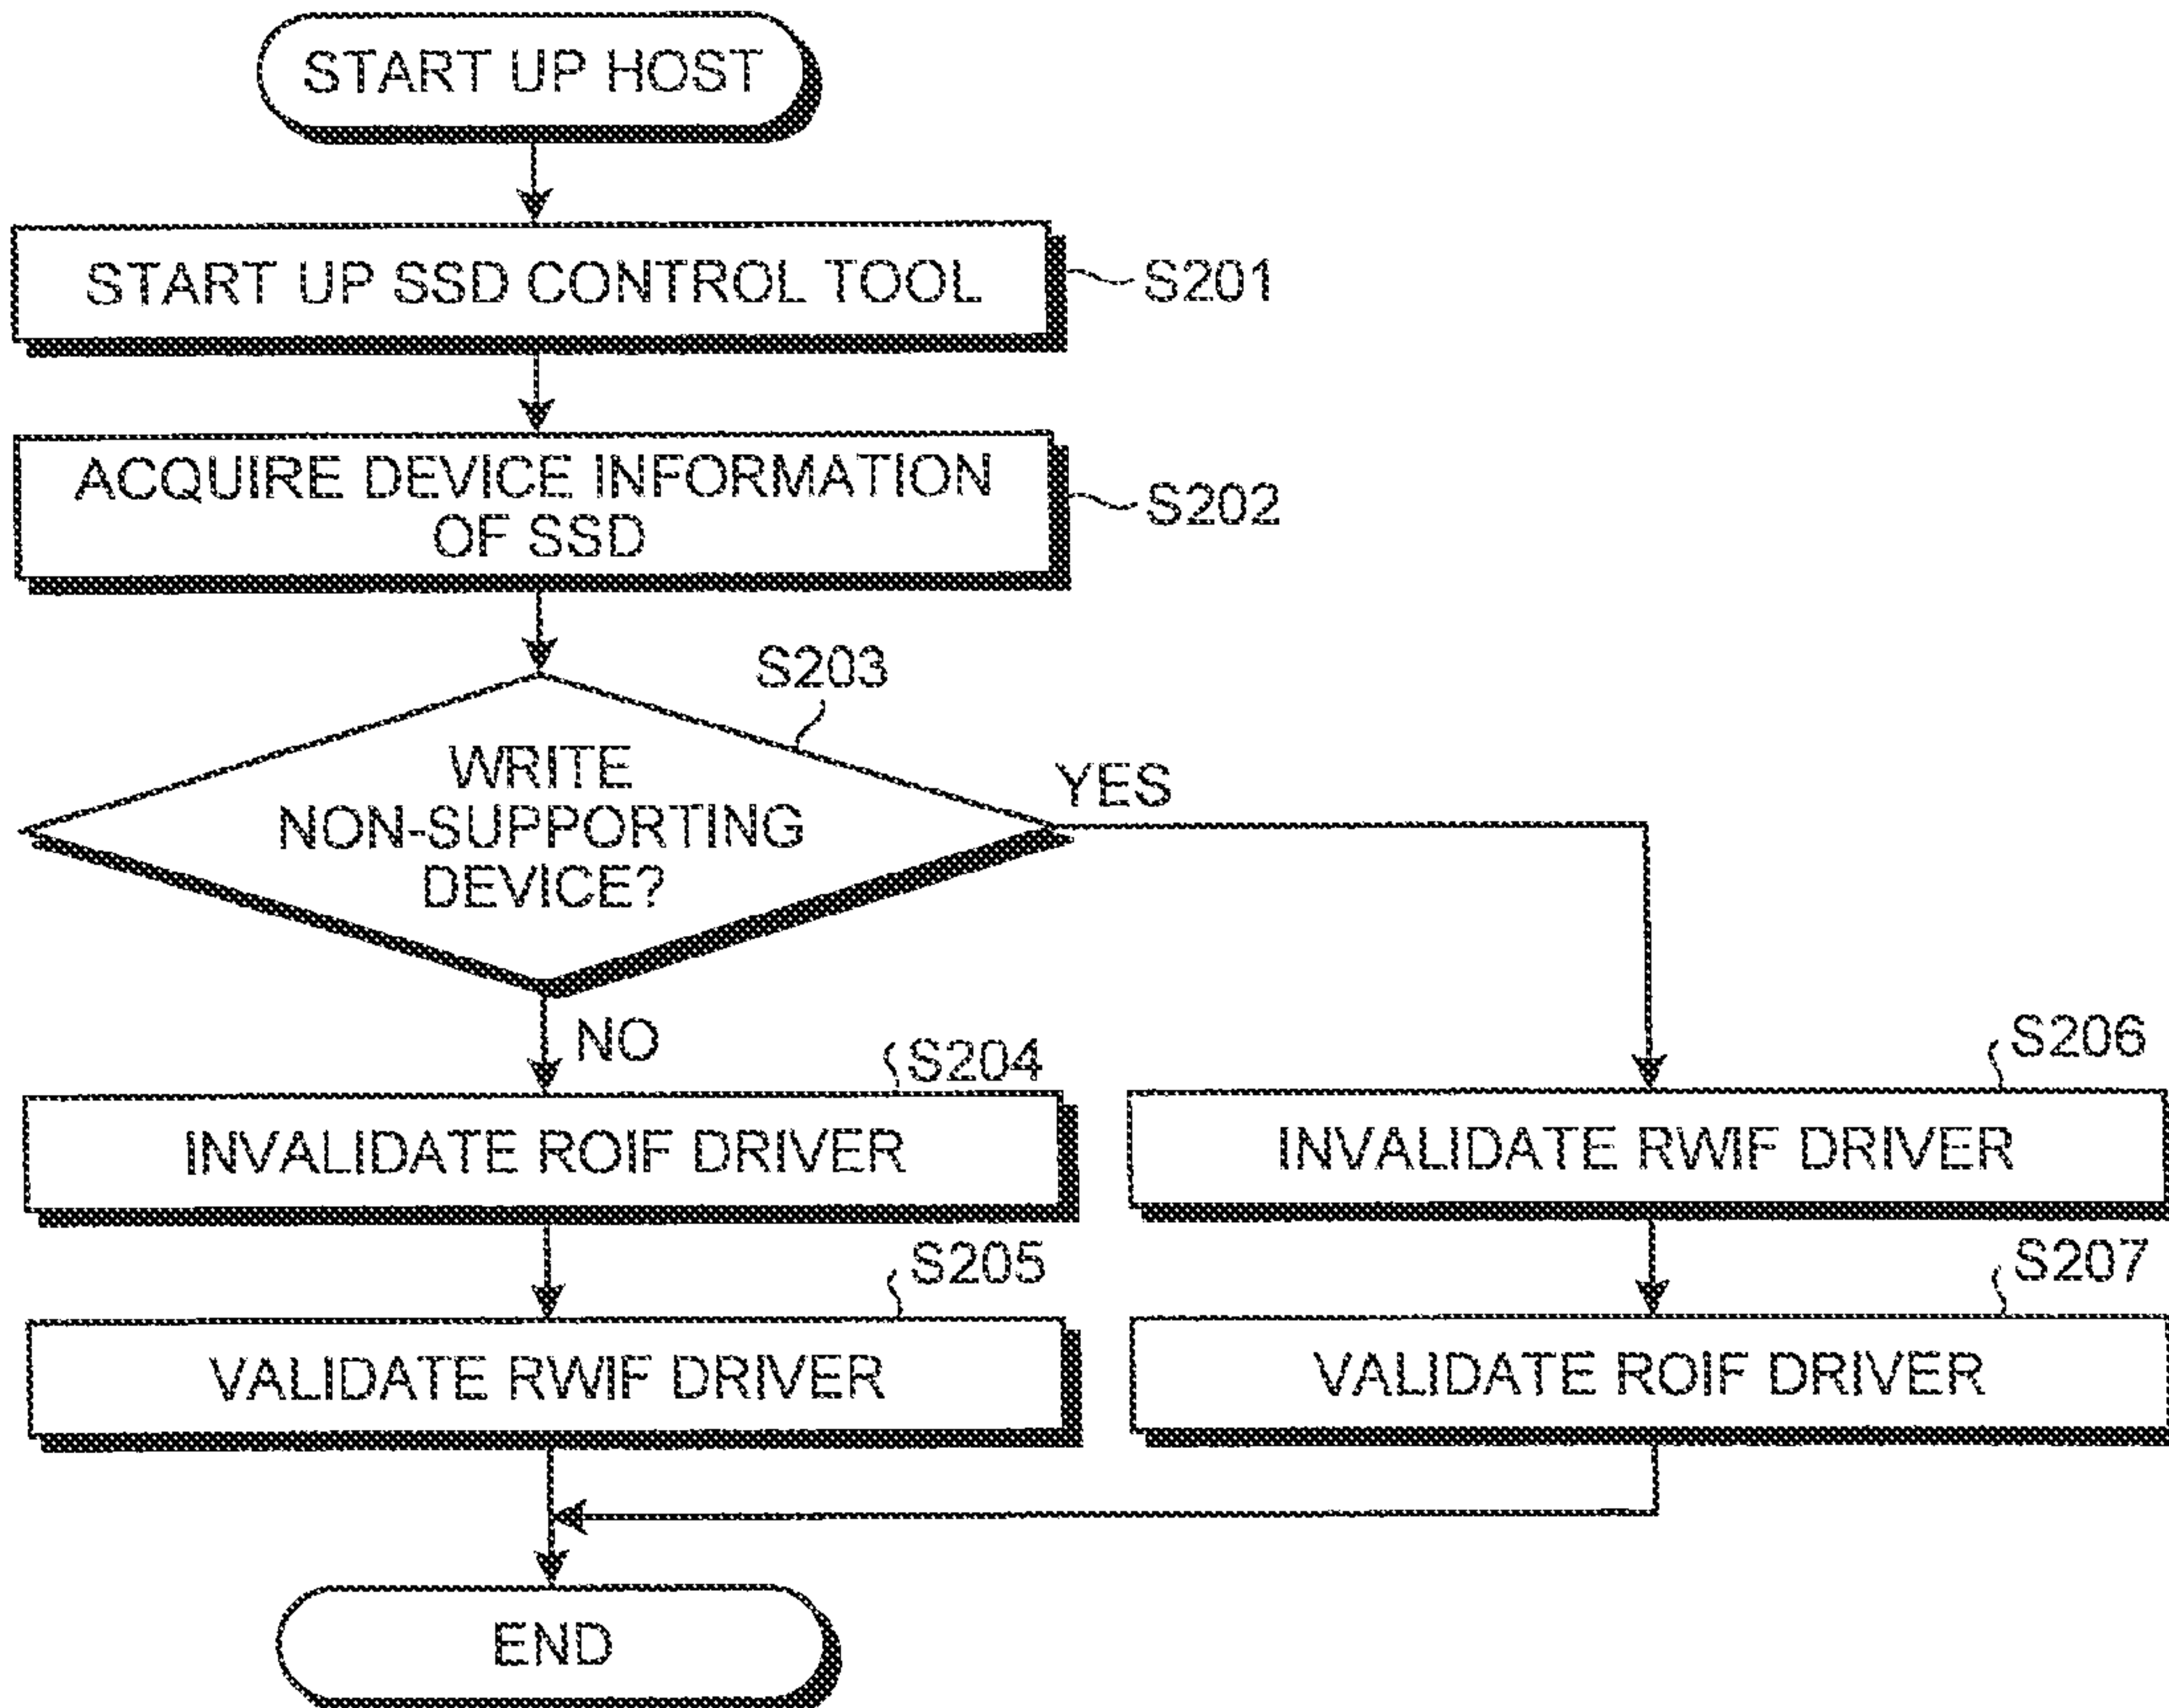 START UP HOST
START UP SSD CONTROL TOOL
S201
ACQUIRE DEVICE INFORMATION
OF SSD
S202
S203
WRITE
NON-SUPPORTING
DEVICE?
YES
NO
S204
INVALIDATE ROIF DRIVER
S206
INVALIDATE RWIF DRIVER
S205
VALIDATE RWIF DRIVER
S207
VALIDATE ROIF DRIVER
END